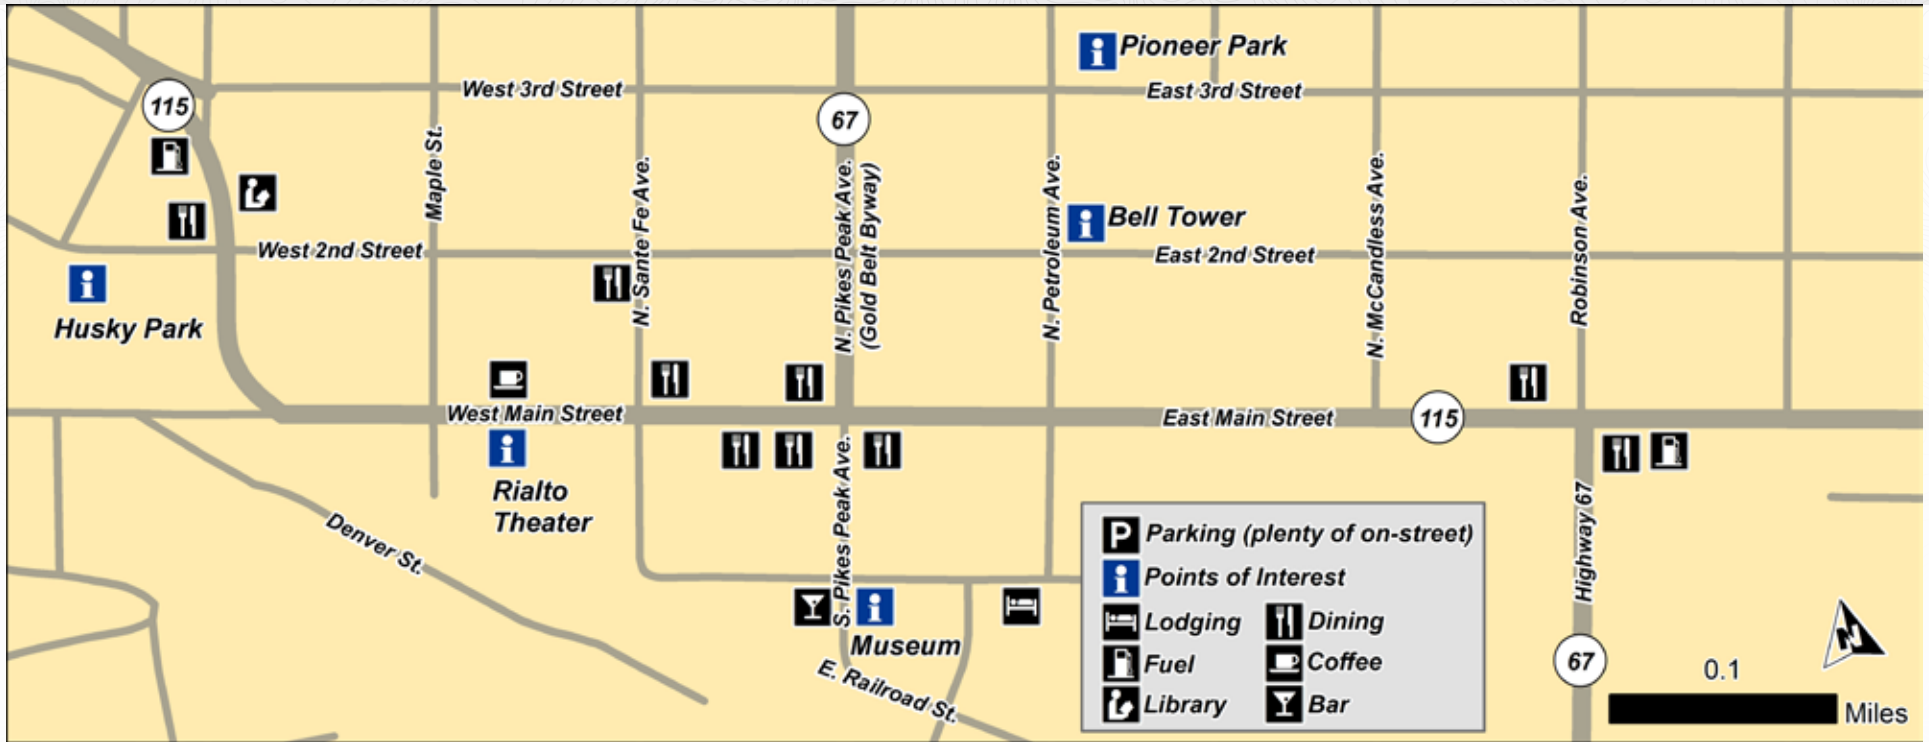 Pioneer Park
West 3rd Street
East 3rd Street
115
67
Maple St.
N. Sante Fe Ave.
N. Pikes Peak Ave.
(Gold Belt Byway)
N. Petroleum Ave.
N. McCandless Ave.
Robinson Ave.
Bell Tower
West 2nd Street
East 2nd Street
Husky Park
West Main Street
East Main Street
115
Rialto
Theater
Denver St.
S. Pikes Peak Ave.
Highway 67
Museum
E. Railroad St.
67
P Parking (plenty of on-street)
Points of Interest
Lodging
Dining
Fuel
Coffee
Library
Bar
N
0.1
Miles